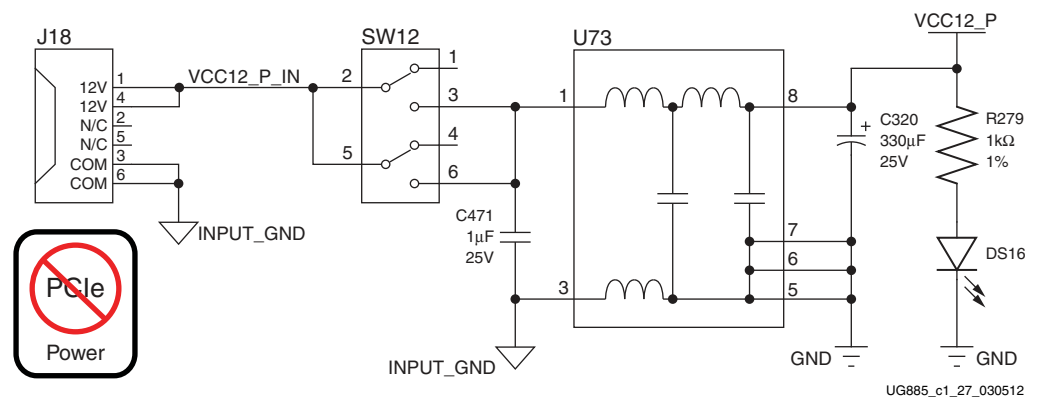 VCC12_P
J18
SW12
U73
12V 1
12V 4
N/C 2
N/C 5
COM 3
COM 6
VCC12_P_IN
2
1
3
4
5
6
INPUT_GND
C471
1μF
25V
INPUT_GND
1
8
3
7
6
5
C320
330μF
25V
+
R279
1kΩ
1%
DS16
GND
GND
PCIe
Power
UG885_c1_27_030512